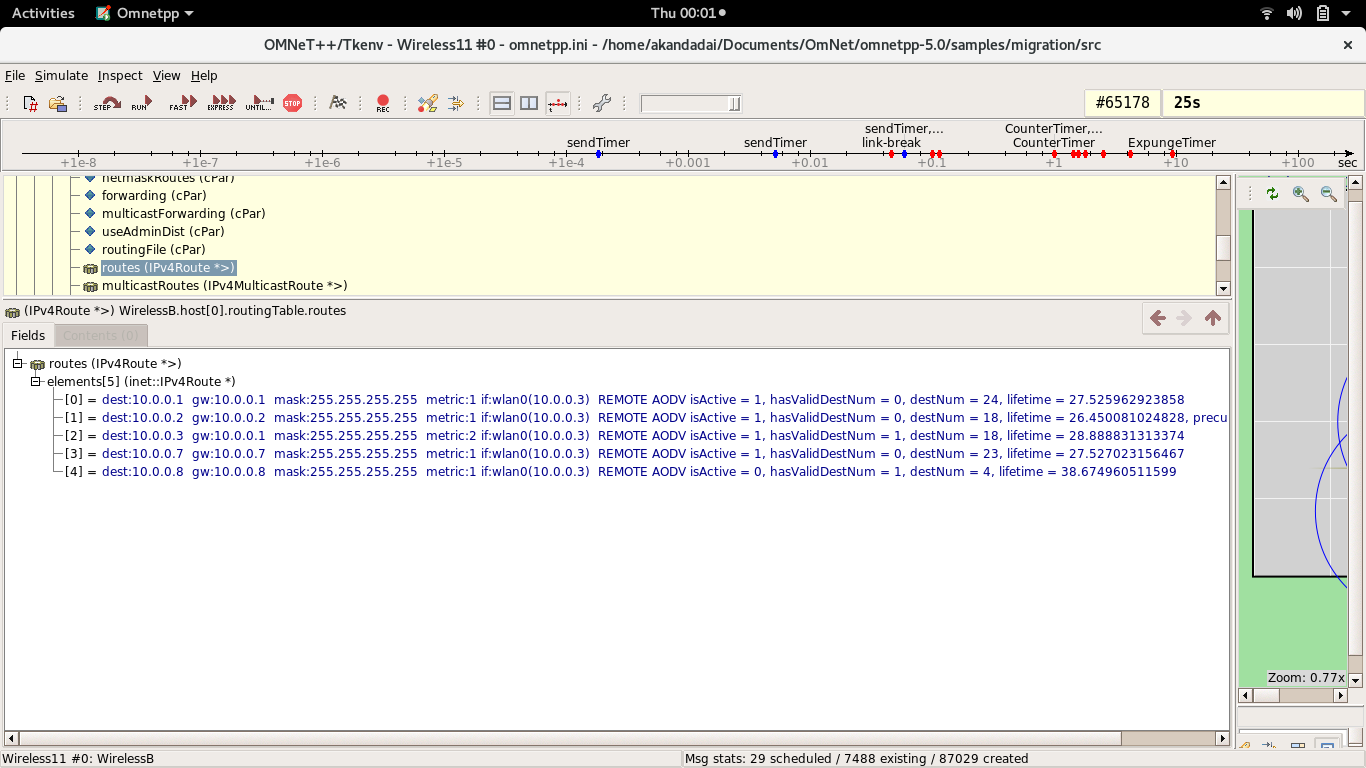 Activities Omnetpp Thu 00:01
OMNeT++/Tkenv - Wireless11 #0 - omnetpp.ini - /home/akandadai/Documents/OmNet/omnetpp-5.0/samples/migration/src
File Simulate Inspect View Help
STEP RUN FAST EXPRESS UNTIL... STOP REC #65178 25s
sendTimer,... CounterTimer,...
sendTimer sendTimer link-break CounterTimer ExpungeTimer
+1e-8 +1e-7 +1e-6 +1e-5 +1e-4 +0.001 +0.01 +0.1 +1 +10 +100 sec
netmaskRoutes (cPar)
forwarding (cPar)
multicastForwarding (cPar)
useAdminDist (cPar)
routingFile (cPar)
routes (IPv4Route *>)
multicastRoutes (IPv4MulticastRoute *>)
(IPv4Route *>) WirelessB.host[0].routingTable.routes
Fields Contents (0)
routes (IPv4Route *>)
elements[5] (inet::IPv4Route *)
[0] = dest:10.0.0.1 gw:10.0.0.1 mask:255.255.255.255 metric:1 if:wlan0(10.0.0.3) REMOTE AODV isActive = 1, hasValidDestNum = 0, destNum = 24, lifetime = 27.525962923858
[1] = dest:10.0.0.2 gw:10.0.0.2 mask:255.255.255.255 metric:1 if:wlan0(10.0.0.3) REMOTE AODV isActive = 1, hasValidDestNum = 0, destNum = 18, lifetime = 26.450081024828, precu
[2] = dest:10.0.0.3 gw:10.0.0.1 mask:255.255.255.255 metric:2 if:wlan0(10.0.0.3) REMOTE AODV isActive = 1, hasValidDestNum = 1, destNum = 18, lifetime = 28.888831313374
[3] = dest:10.0.0.7 gw:10.0.0.7 mask:255.255.255.255 metric:1 if:wlan0(10.0.0.3) REMOTE AODV isActive = 1, hasValidDestNum = 0, destNum = 23, lifetime = 27.527023156467
[4] = dest:10.0.0.8 gw:10.0.0.8 mask:255.255.255.255 metric:1 if:wlan0(10.0.0.3) REMOTE AODV isActive = 0, hasValidDestNum = 1, destNum = 4, lifetime = 38.674960511599
Zoom: 0.77x
Wireless11 #0: WirelessB Msg stats: 29 scheduled / 7488 existing / 87029 created